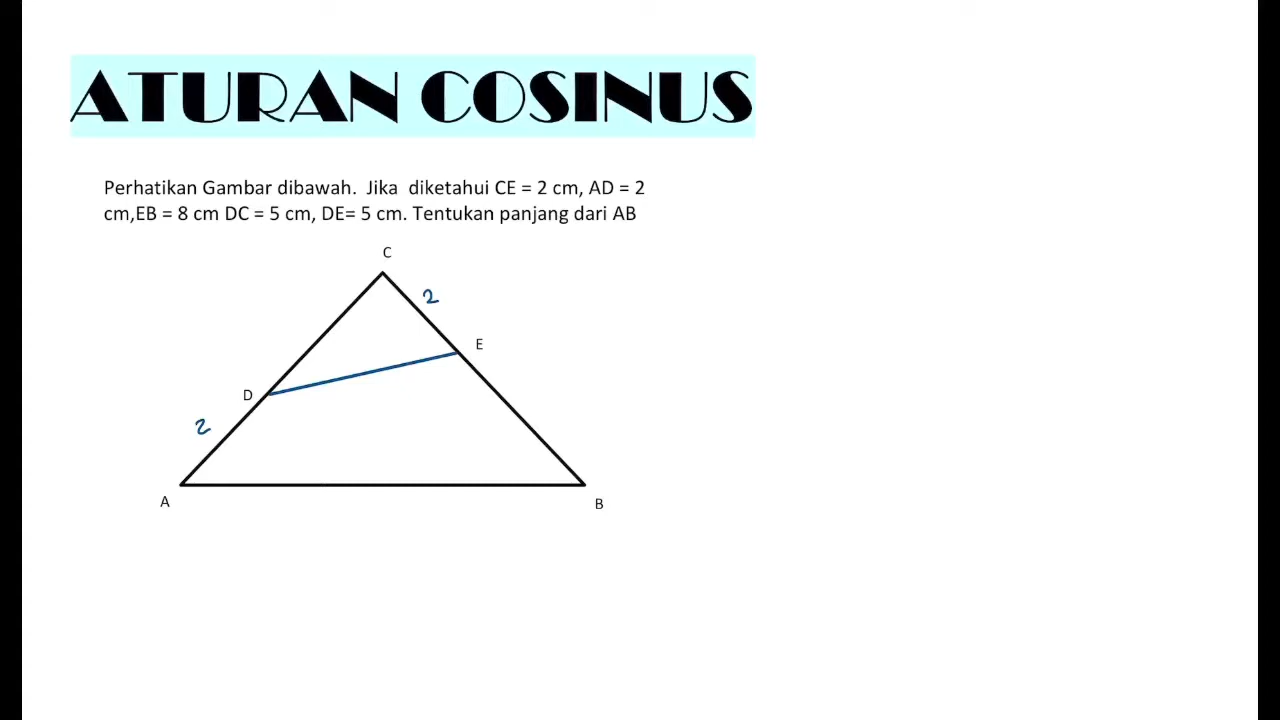 ATURAN COSINUS
Perhatikan Gambar dibawah. Jika diketahui CE = 2 cm, AD = 2
cm,EB = 8 cm DC = 5 cm, DE= 5 cm. Tentukan panjang dari AB
C
2
E
D
2
A
B